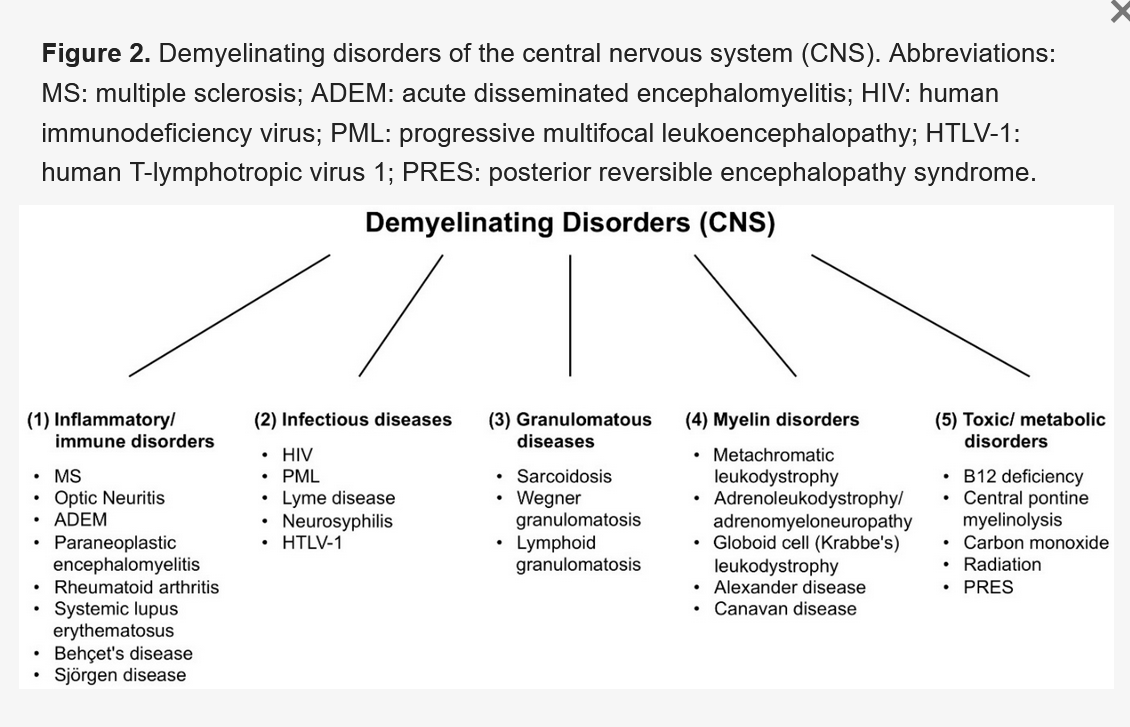 Figure 2. Demyelinating disorders of the central nervous system (CNS). Abbreviations:
MS: multiple sclerosis; ADEM: acute disseminated encephalomyelitis; HIV: human
immunodeficiency virus; PML: progressive multifocal leukoencephalopathy; HTLV-1:
human T-lymphotropic virus 1; PRES: posterior reversible encephalopathy syndrome.
Demyelinating Disorders (CNS)
(1) Inflammatory/
immune disorders
• MS
• Optic Neuritis
• ADEM
• Paraneoplastic
encephalomyelitis
• Rheumatoid arthritis
• Systemic lupus
erythematosus
• Behçet's disease
• Sjörgen disease
(2) Infectious diseases
• HIV
• PML
• Lyme disease
• Neurosyphilis
• HTLV-1
(3) Granulomatous
diseases
• Sarcoidosis
• Wegner
granulomatosis
• Lymphoid
granulomatosis
(4) Myelin disorders
• Metachromatic
leukodystrophy
• Adrenoleukodystrophy/
adrenomyeloneuropathy
• Globoid cell (Krabbe's)
leukodystrophy
• Alexander disease
• Canavan disease
(5) Toxic/ metabolic
disorders
• B12 deficiency
• Central pontine
myelinolysis
• Carbon monoxide
• Radiation
• PRES